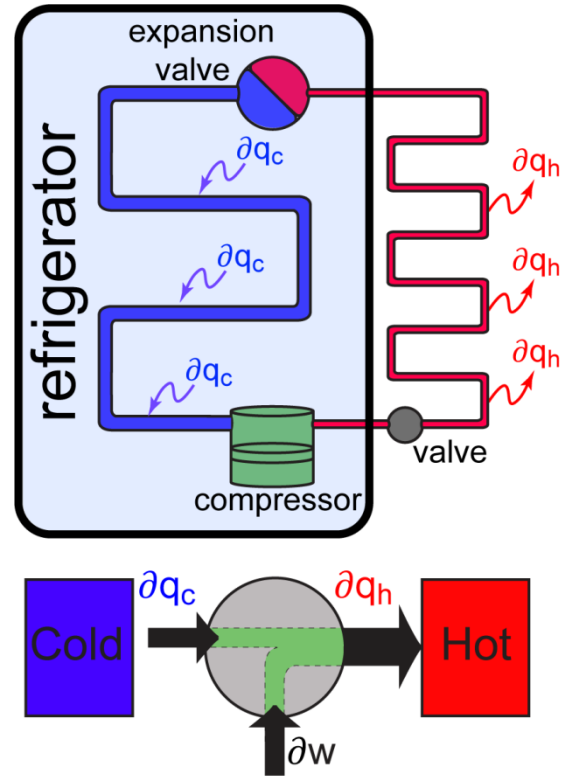 expansion
valve
refrigerator
∂qc
∂qc
∂qc
∂qh
∂qh
∂qh
compressor
valve
∂qc
∂qh
Cold
Hot
∂w